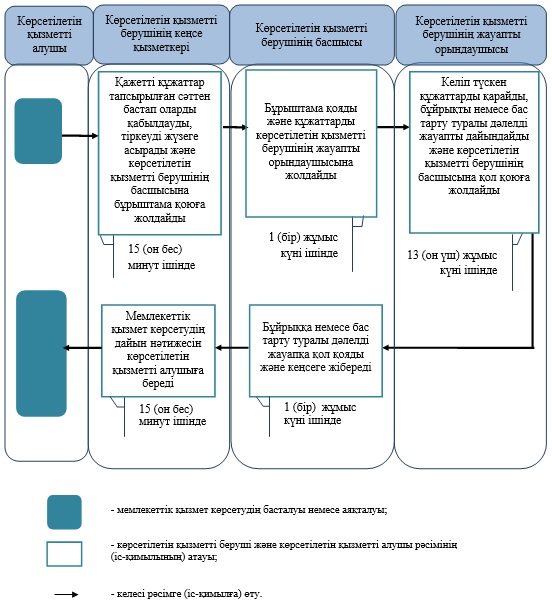 Көрсетілетін
қызметті
алушы
Көрсетілетін қызметті
берушінің кеңсе
қызметкері
Көрсетілетін қызметті
берушінің басшысы
Көрсетілетін қызметті
берушінің жауапты
орындаушысы
Қажетті құжаттар
тапсырылған сәттен
бастап оларды
қабылдауды,
тіркеуді жүзеге
асырады және
көрсетілетін
қызметті берушінің
басшысына
бұрыштама қоюға
жолдайды
15 (он бес)
минут ішінде
Бұрыштама қояды
және құжаттарды
көрсетілетін қызметті
берушінің жауапты
орындаушысына
жолдайды
1 (бір) жұмыс
күні ішінде
Келіп түскен
құжаттарды қарайды,
бұйрықты немесе бас
тарту туралы дәлелді
жауапты дайындайды
және көрсетілетін
қызметті берушінің
басшысына қол қоюға
жолдайды
13 (он үш) жұмыс
күні ішінде
Мемлекеттік
қызмет көрсетудің
дайын нәтижесін
көрсетілетін
қызметті алушыға
береді
15 (он бес)
минут ішінде
Бұйрыққа немесе бас
тарту туралы дәлелді
жауапқа қол қояды
және кеңсеге жібереді
1 (бір) жұмыс
күні ішінде
- мемлекеттік қызмет көрсетудің басталуы немесе аяқталуы;
- көрсетілетін қызметті беруші және көрсетілетін қызметті алушы рәсімінің
(іс-қимылының) атауы;
- келесі рәсімге (іс-қимылға) өту.